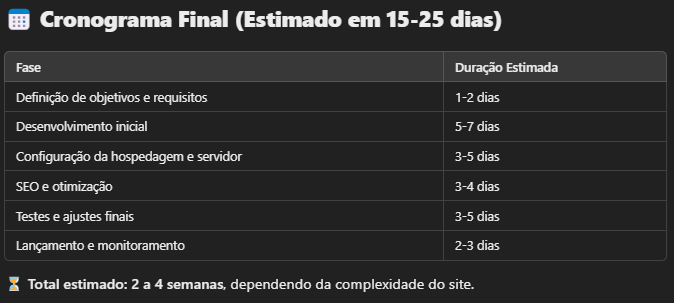 Cronograma Final (Estimado em 15-25 dias)
Fase Duração Estimada
Definição de objetivos e requisitos 1-2 dias
Desenvolvimento inicial 5-7 dias
Configuração da hospedagem e servidor 3-5 dias
SEO e otimização 3-4 dias
Testes e ajustes finais 3-5 dias
Lançamento e monitoramento 2-3 dias
⏳ Total estimado: 2 a 4 semanas, dependendo da complexidade do site.